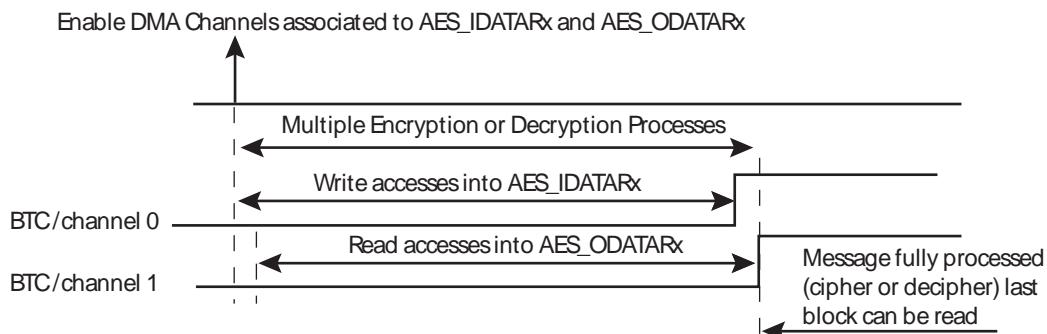 Enable DMA Channels associated to AES_IDATARx and AES_ODATARx
Multiple Encryption or Decryption Processes
Write accesses into AES_IDATARx
BTC / channel 0
Read accesses into AES_ODATARx
BTC / channel 1
Message fully processed
(cipher or decipher) last
block can be read